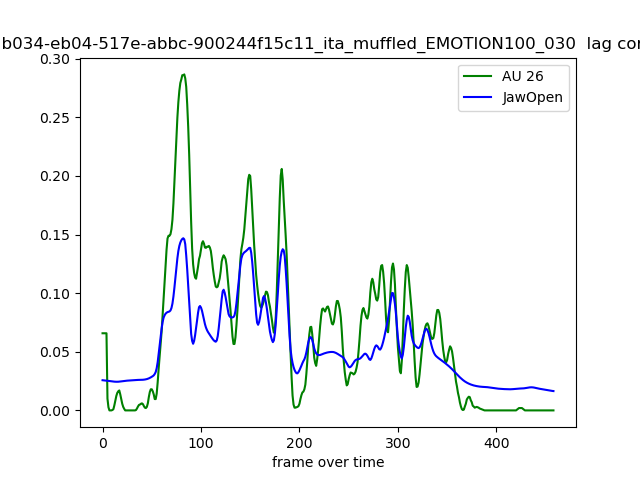 b034-eb04-517e-abbc-900244f15c11_ita_muffled_EMOTION100_030 lag
AU 26
JawOpen
0.30
0.25
0.20
0.15
0.10
0.05
0.00
0 100 200 300 400
frame over time